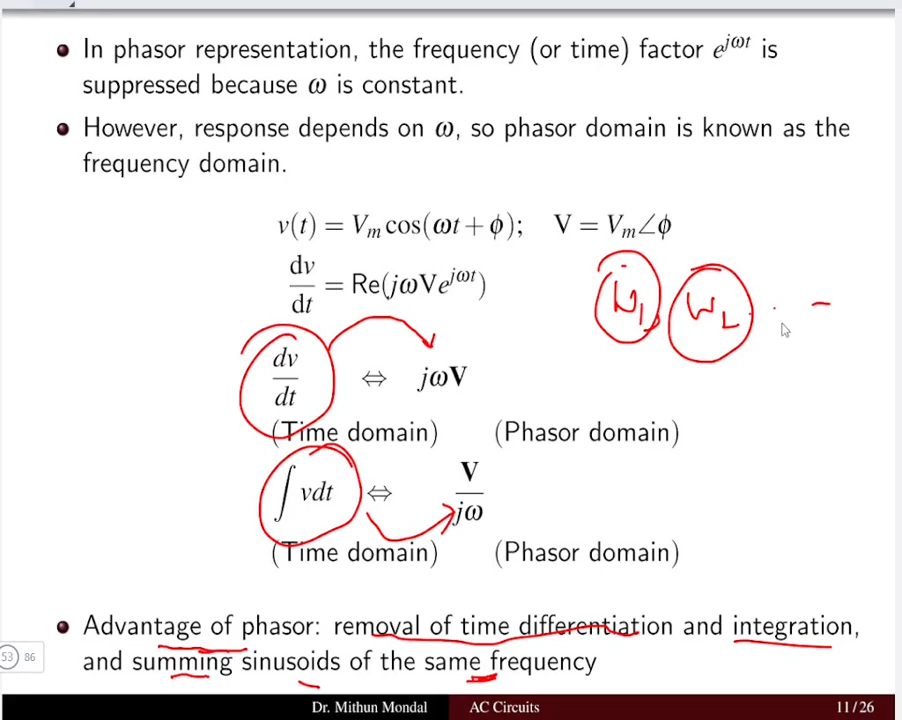 In phasor representation, the frequency (or time) factor e^{jωt} is
suppressed because ω is constant.
However, response depends on ω, so phasor domain is known as the
frequency domain.
v(t) = V_m cos(ωt + ϕ); V = V_m∠ϕ
dv/dt = Re(jωVe^{jωt})
ω₁ ω₂
dv/dt ⇔ jωV
(Time domain) (Phasor domain)
∫ vdt ⇔ V/jω
(Time domain) (Phasor domain)
Advantage of phasor: removal of time differentiation and integration,
and summing sinusoids of the same frequency
53 86
Dr. Mithun Mondal AC Circuits 11 / 26